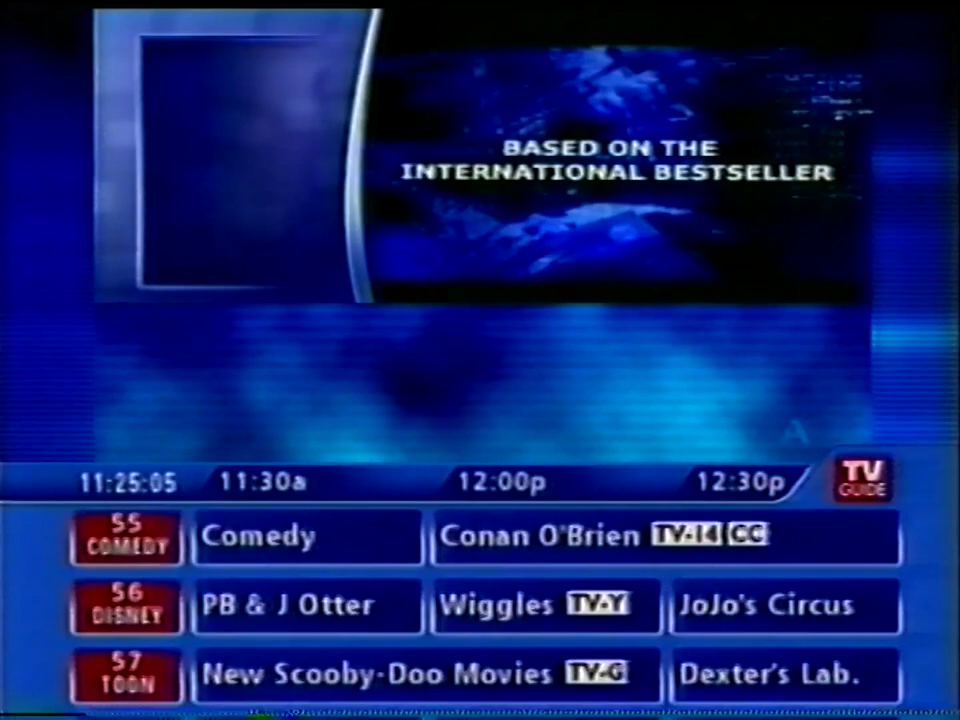 BASED ON THE
INTERNATIONAL BESTSELLER
A
11:25:05 11:30a 12:00p 12:30p TV GUIDE
55 COMEDY Comedy Conan O'Brien TV-14 CC
56 DISNEY PB & J Otter Wiggles TV-Y JoJo's Circus
57 TOON New Scooby-Doo Movies TV-G Dexter's Lab.